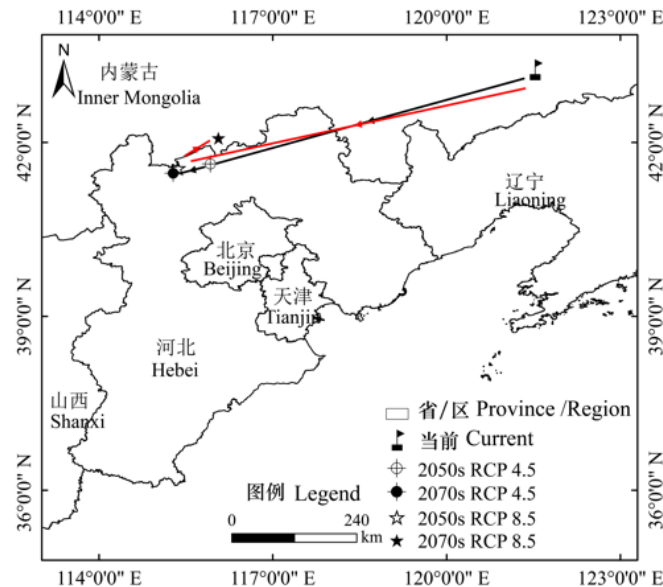 114°0'0" E 117°0'0" E 120°0'0" E 123°0'0" E
N
内蒙古
Inner Mongolia
42°0'0" N
42°0'0" N
辽宁
Liaoning
北京
Beijing
天津
Tianjin
39°0'0" N
39°0'0" N
河北
Hebei
山西
Shanxi
省/区 Province /Region
当前 Current
2050s RCP 4.5
2070s RCP 4.5
2050s RCP 8.5
2070s RCP 8.5
图例 Legend
0 240
km
36°0'0" N
36°0'0" N
114°0'0" E 117°0'0" E 120°0'0" E 123°0'0" E